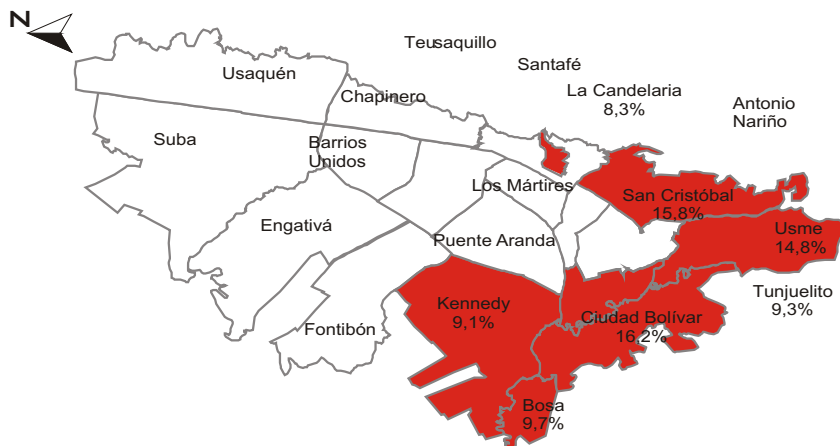 N
Teusaquillo
Santafé
Usaquén
La Candelaria
8,3%
Chapinero
Antonio
Nariño
Suba
Barrios
Unidos
Los Mártires
San Cristóbal
15,8%
Engativá
Puente Aranda
Usme
14,8%
Tunjuelito
9,3%
Kennedy
9,1%
Ciudad Bolívar
16,2%
Fontibón
Bosa
9,7%